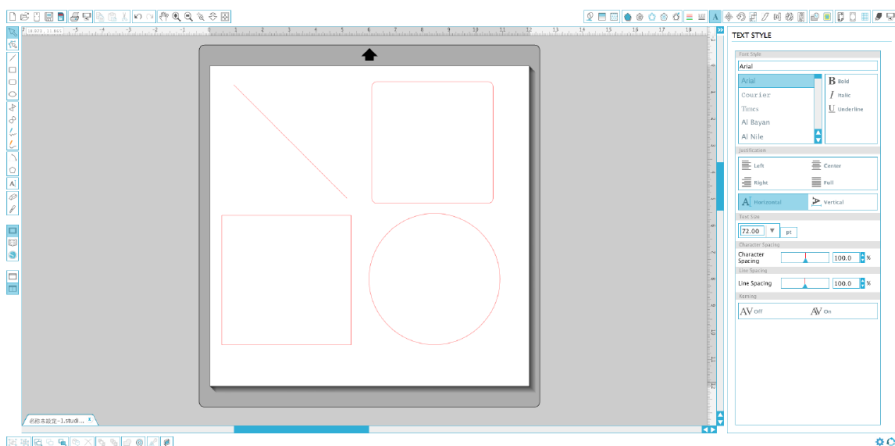 TEXT STYLE
Text Style
Arial
Arial
Courier
Times
Al Bayan
Al Nile
B Bold
I Italic
U Underline
Justification
Left
Center
Right
Full
Horizontal
Vertical
Text Size
72.00
pt
Character Spacing
Character Spacing
100.0 %
Line Spacing
Line Spacing
100.0 %
Kerning
AV Off
AV On